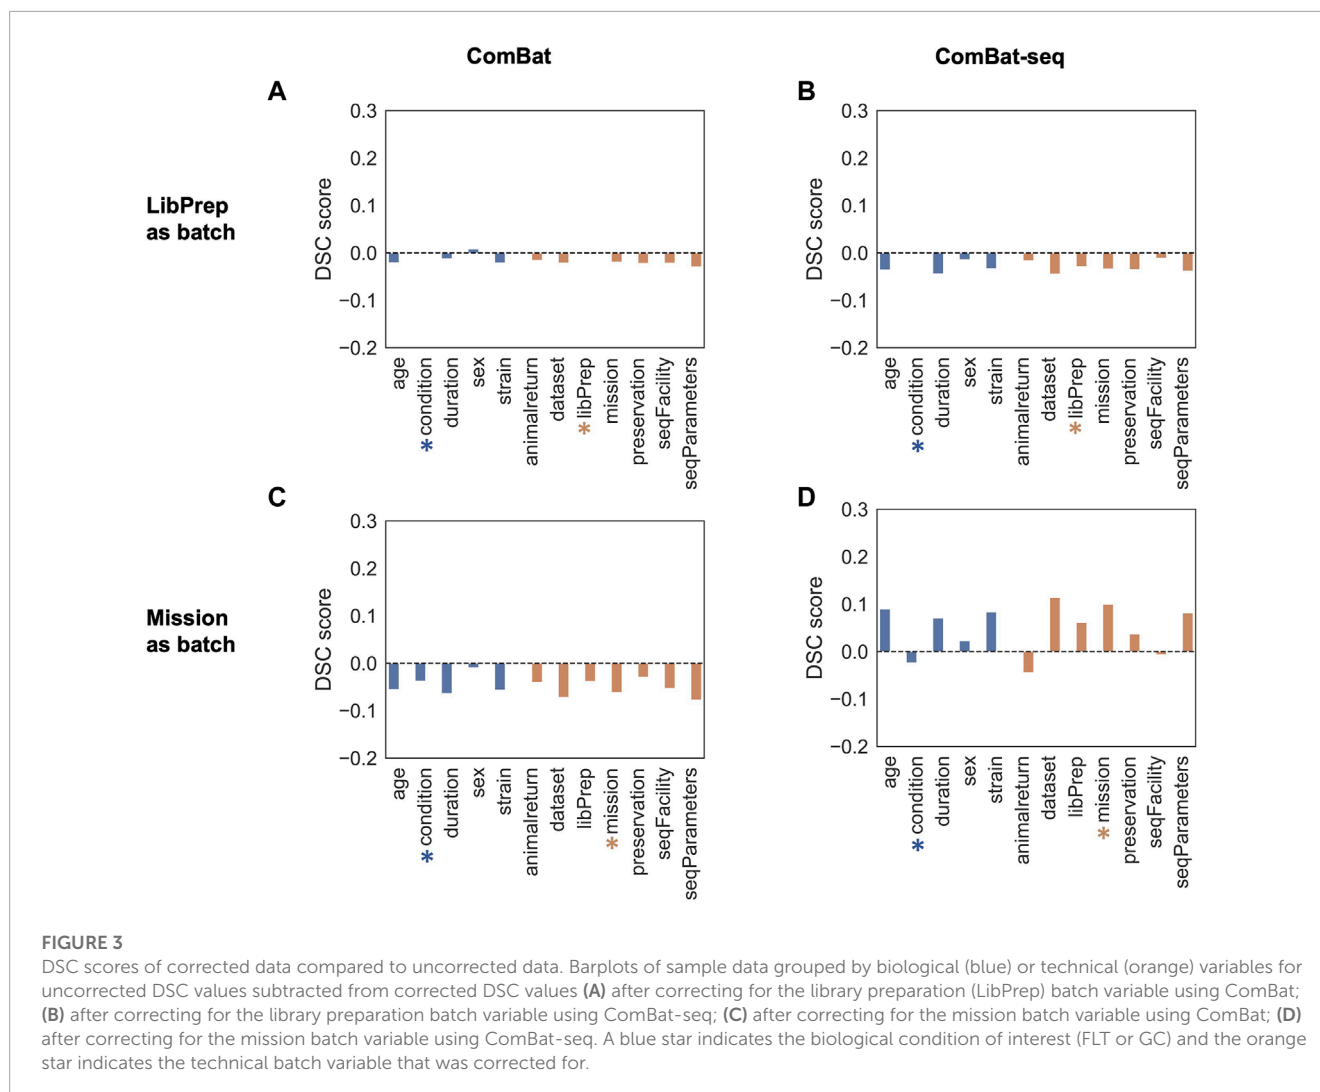 ComBat
ComBat-seq
LibPrep
as batch
A
DSC score
0.3
0.2
0.1
0.0
−0.1
−0.2
age
* condition
duration
sex
strain
animalreturn
dataset
* libPrep
mission
preservation
seqFacility
seqParameters
B
DSC score
0.3
0.2
0.1
0.0
−0.1
−0.2
age
* condition
duration
sex
strain
animalreturn
dataset
* libPrep
mission
preservation
seqFacility
seqParameters
Mission
as batch
C
DSC score
0.3
0.2
0.1
0.0
−0.1
−0.2
age
* condition
duration
sex
strain
animalreturn
dataset
libPrep
* mission
preservation
seqFacility
seqParameters
D
DSC score
0.3
0.2
0.1
0.0
−0.1
−0.2
age
* condition
duration
sex
strain
animalreturn
dataset
libPrep
* mission
preservation
seqFacility
seqParameters
FIGURE 3
DSC scores of corrected data compared to uncorrected data. Barplots of sample data grouped by biological (blue) or technical (orange) variables for
uncorrected DSC values subtracted from corrected DSC values (A) after correcting for the library preparation (LibPrep) batch variable using ComBat;
(B) after correcting for the library preparation batch variable using ComBat-seq; (C) after correcting for the mission batch variable using ComBat; (D)
after correcting for the mission batch variable using ComBat-seq. A blue star indicates the biological condition of interest (FLT or GC) and the orange
star indicates the technical batch variable that was corrected for.